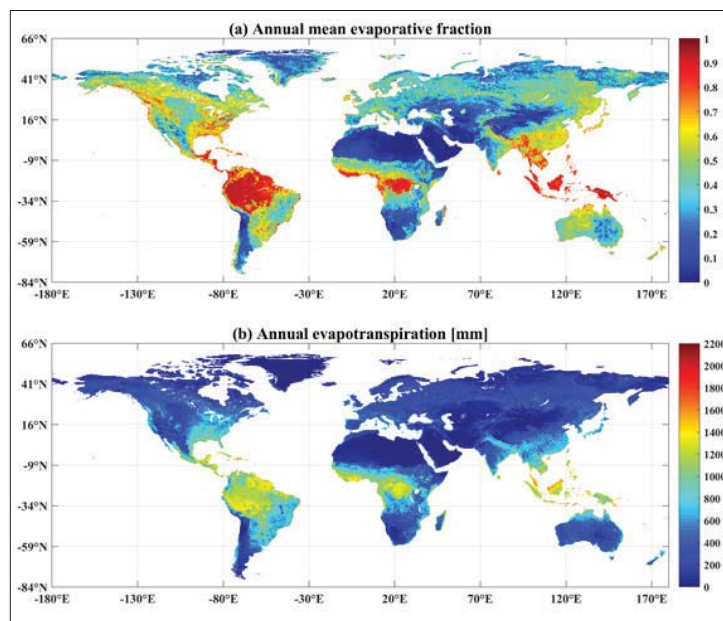 (a) Annual mean evaporative fraction
66°N
41°N
16°N
-9°N
-34°N
-59°N
-84°N
-180°E -130°E -80°E -30°E 20°E 70°E 120°E 170°E
1
0.9
0.8
0.7
0.6
0.5
0.4
0.3
0.2
0.1
0
(b) Annual evapotranspiration [mm]
66°N
41°N
16°N
-9°N
-34°N
-59°N
-84°N
-180°E -130°E -80°E -30°E 20°E 70°E 120°E 170°E
2200
2000
1800
1600
1400
1200
1000
800
600
400
200
0